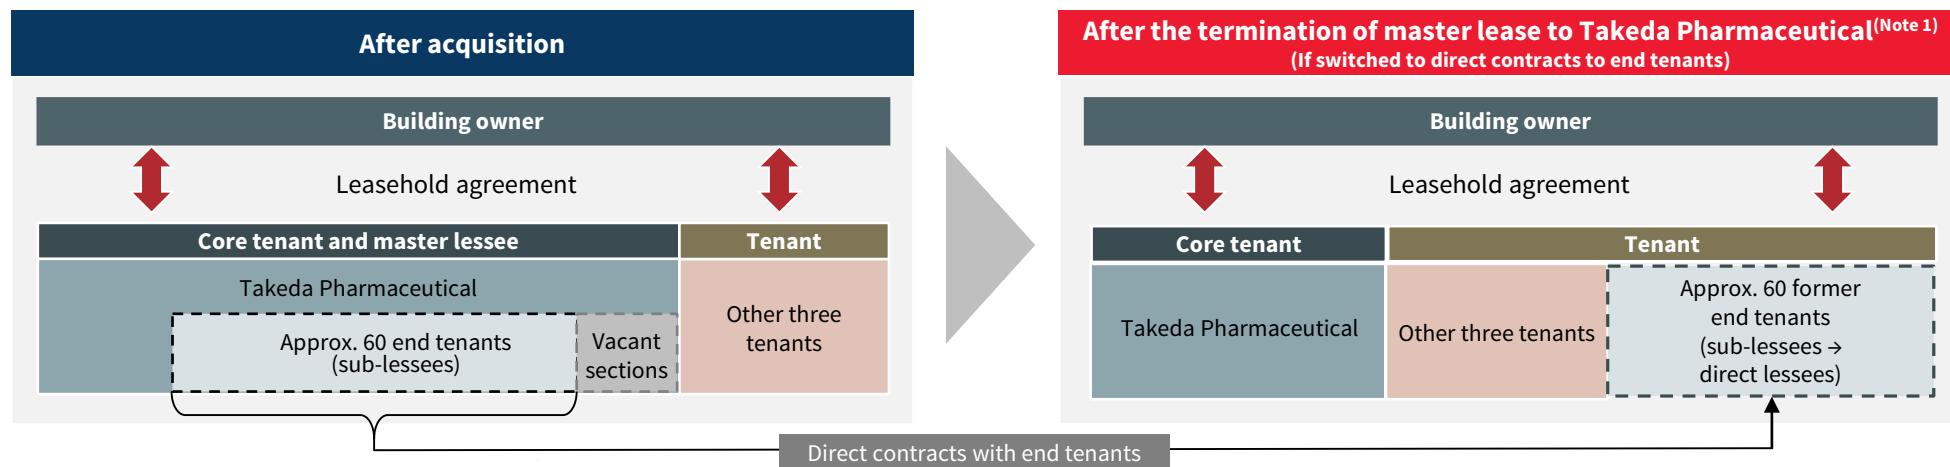 After acquisition
Building owner
Leasehold agreement
Core tenant and master lessee
Tenant
Takeda Pharmaceutical
Approx. 60 end tenants
(sub-lessees)
Vacant
sections
Other three
tenants
After the termination of master lease to Takeda Pharmaceutical(Note 1)
(If switched to direct contracts to end tenants)
Building owner
Leasehold agreement
Core tenant
Tenant
Takeda Pharmaceutical
Other three tenants
Approx. 60 former
end tenants
(sub-lessees →
direct lessees)
Direct contracts with end tenants